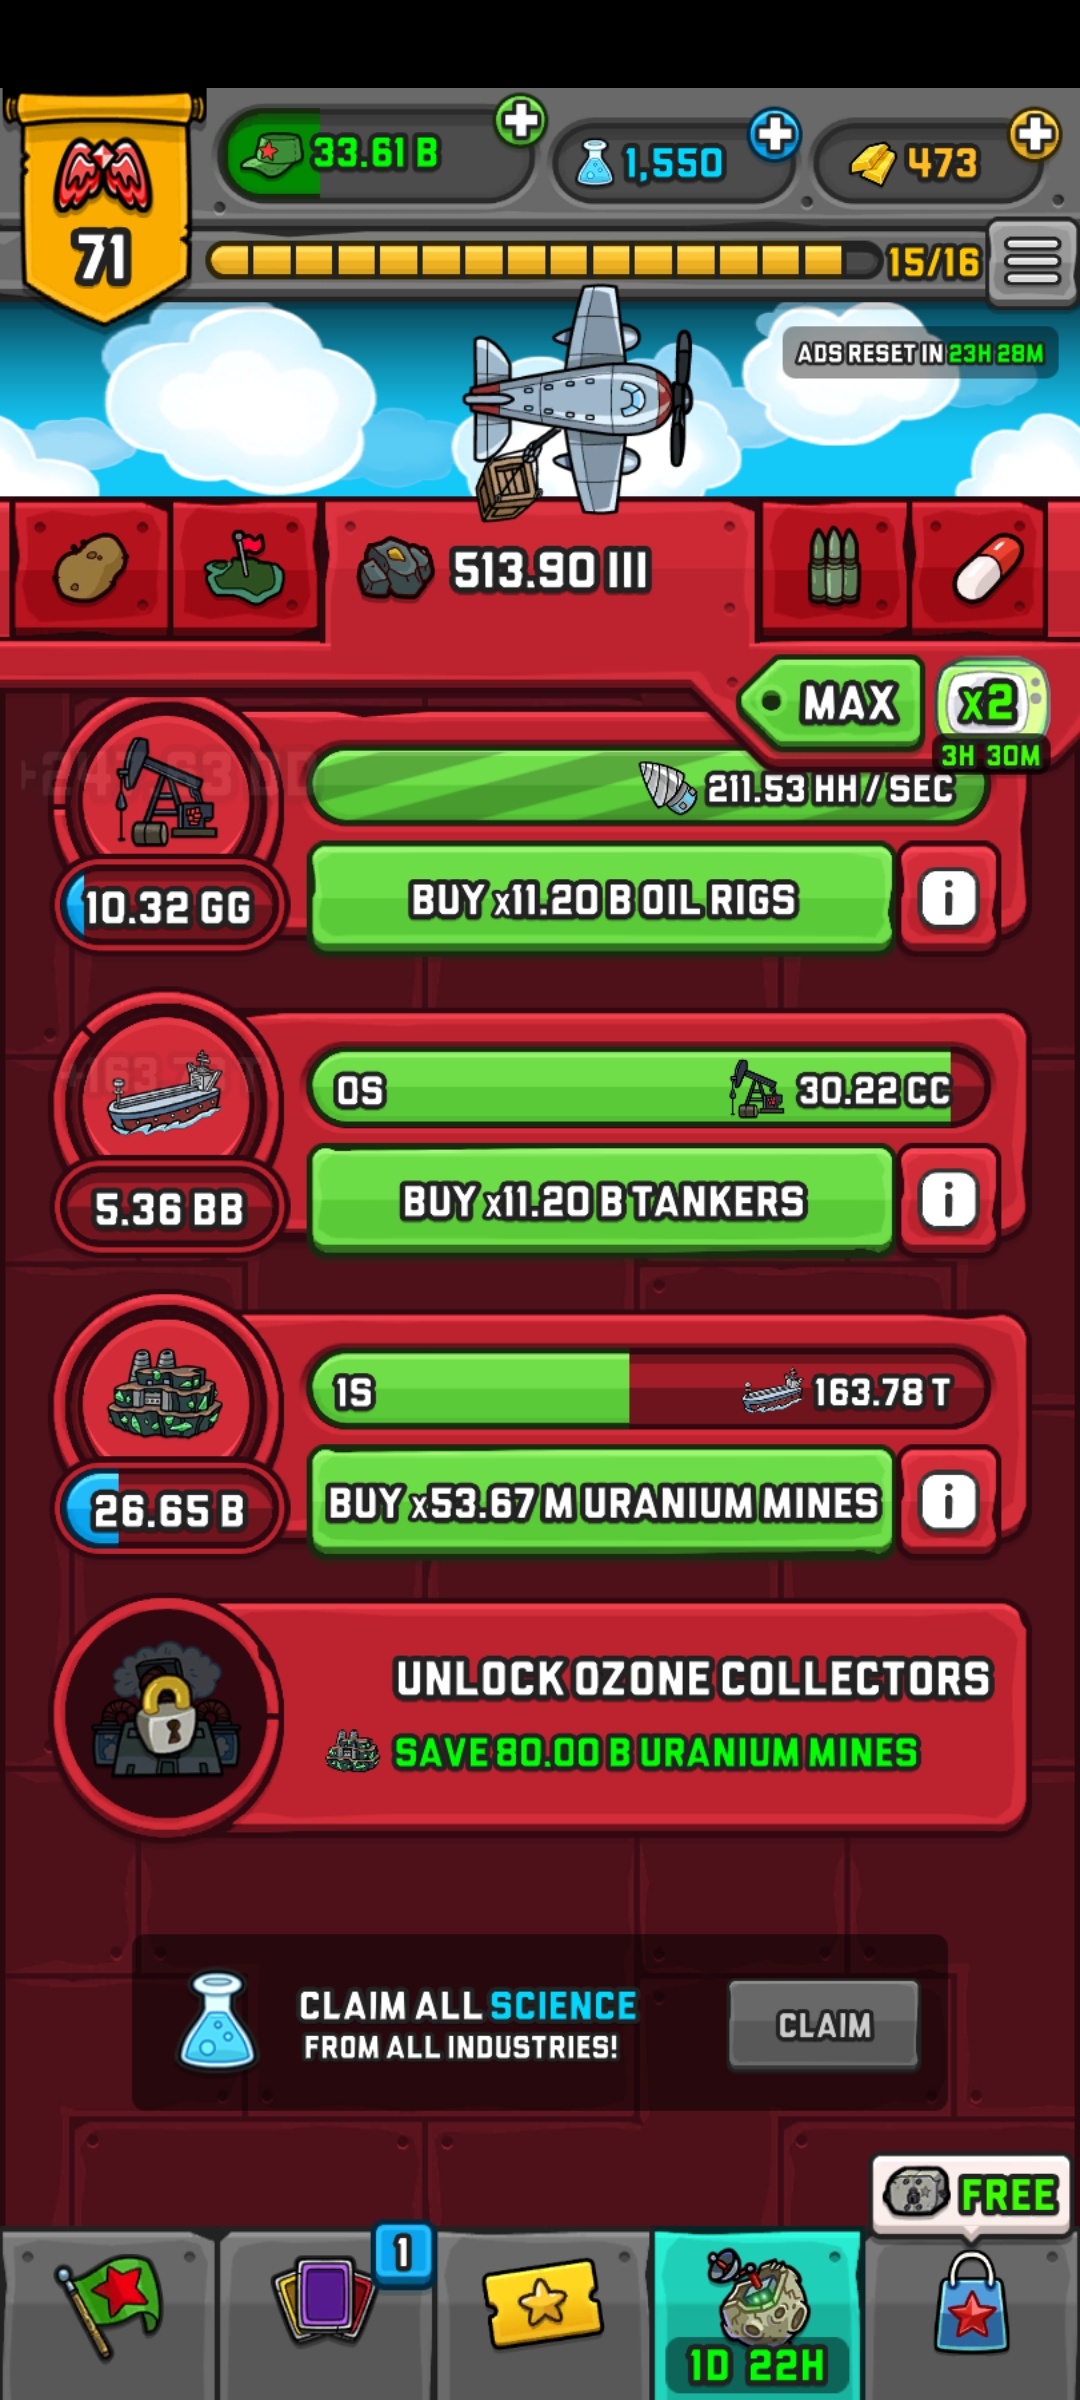 71
33.61 B
1,550
473
15/16
ADS RESET IN 23H 28M
513.90 III
MAX
x2
3H 30M
211.53 HH / SEC
10.32 GG
BUY x11.20 B OIL RIGS
i
0S
30.22 CC
5.36 BB
BUY x11.20 B TANKERS
i
1S
163.78 T
26.65 B
BUY x53.67 M URANIUM MINES
i
UNLOCK OZONE COLLECTORS
SAVE 80.00 B URANIUM MINES
CLAIM ALL SCIENCE
FROM ALL INDUSTRIES!
CLAIM
FREE
1
1D 22H